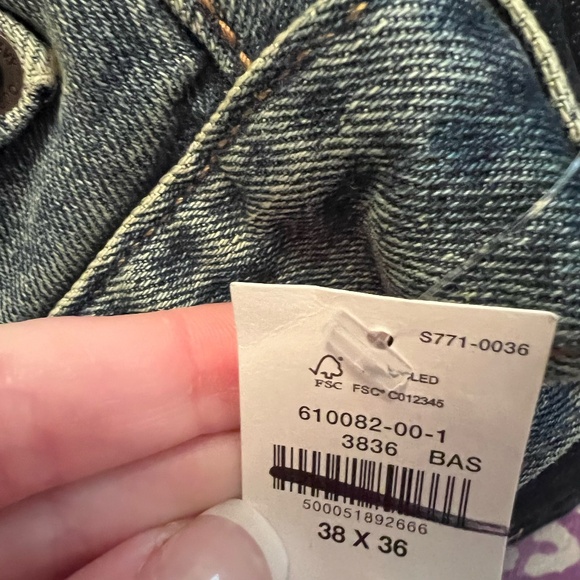 S771-0036
FSC
FSC® C012345
610082-00-1
3836 BAS
500051892666
38 X 36